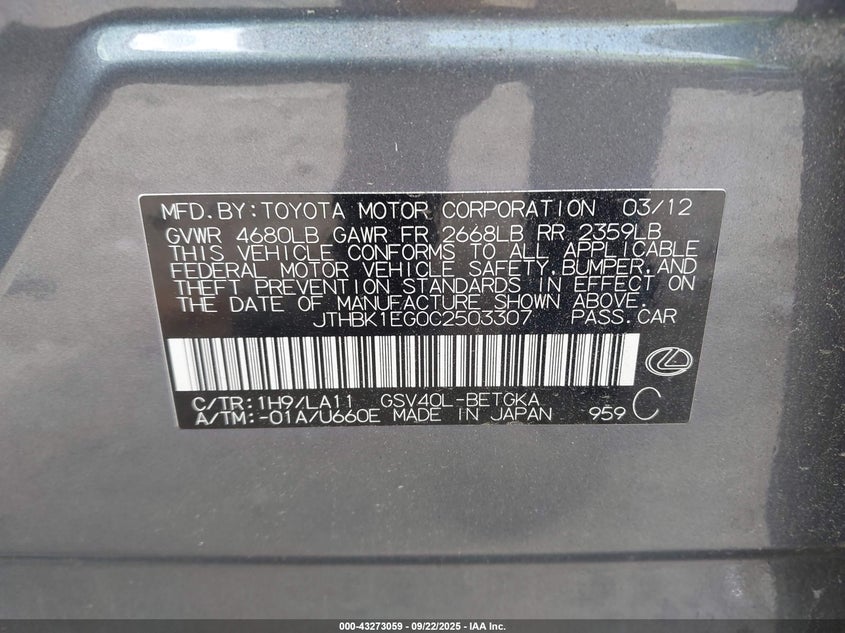 MFD.BY:TOYOTA MOTOR CORPORATION 03/12
GVWR 4680LB GAWR FR 2668LB RR 2359LB
THIS VEHICLE CONFORMS TO ALL APPLICABLE
FEDERAL MOTOR VEHICLE SAFETY,BUMPER,AND
THEFT PREVENTION STANDARDS IN EFFECT ON
THE DATE OF MANUFACTURE SHOWN ABOVE.
JTHBK1EG0C2503307 PASS.CAR
C/TR:1H9/LA11 GSV40L-BETGKA
A/TM:-01A/U660E MADE IN JAPAN 959 C
000-43273059 - 09/22/2025 - IAA Inc.